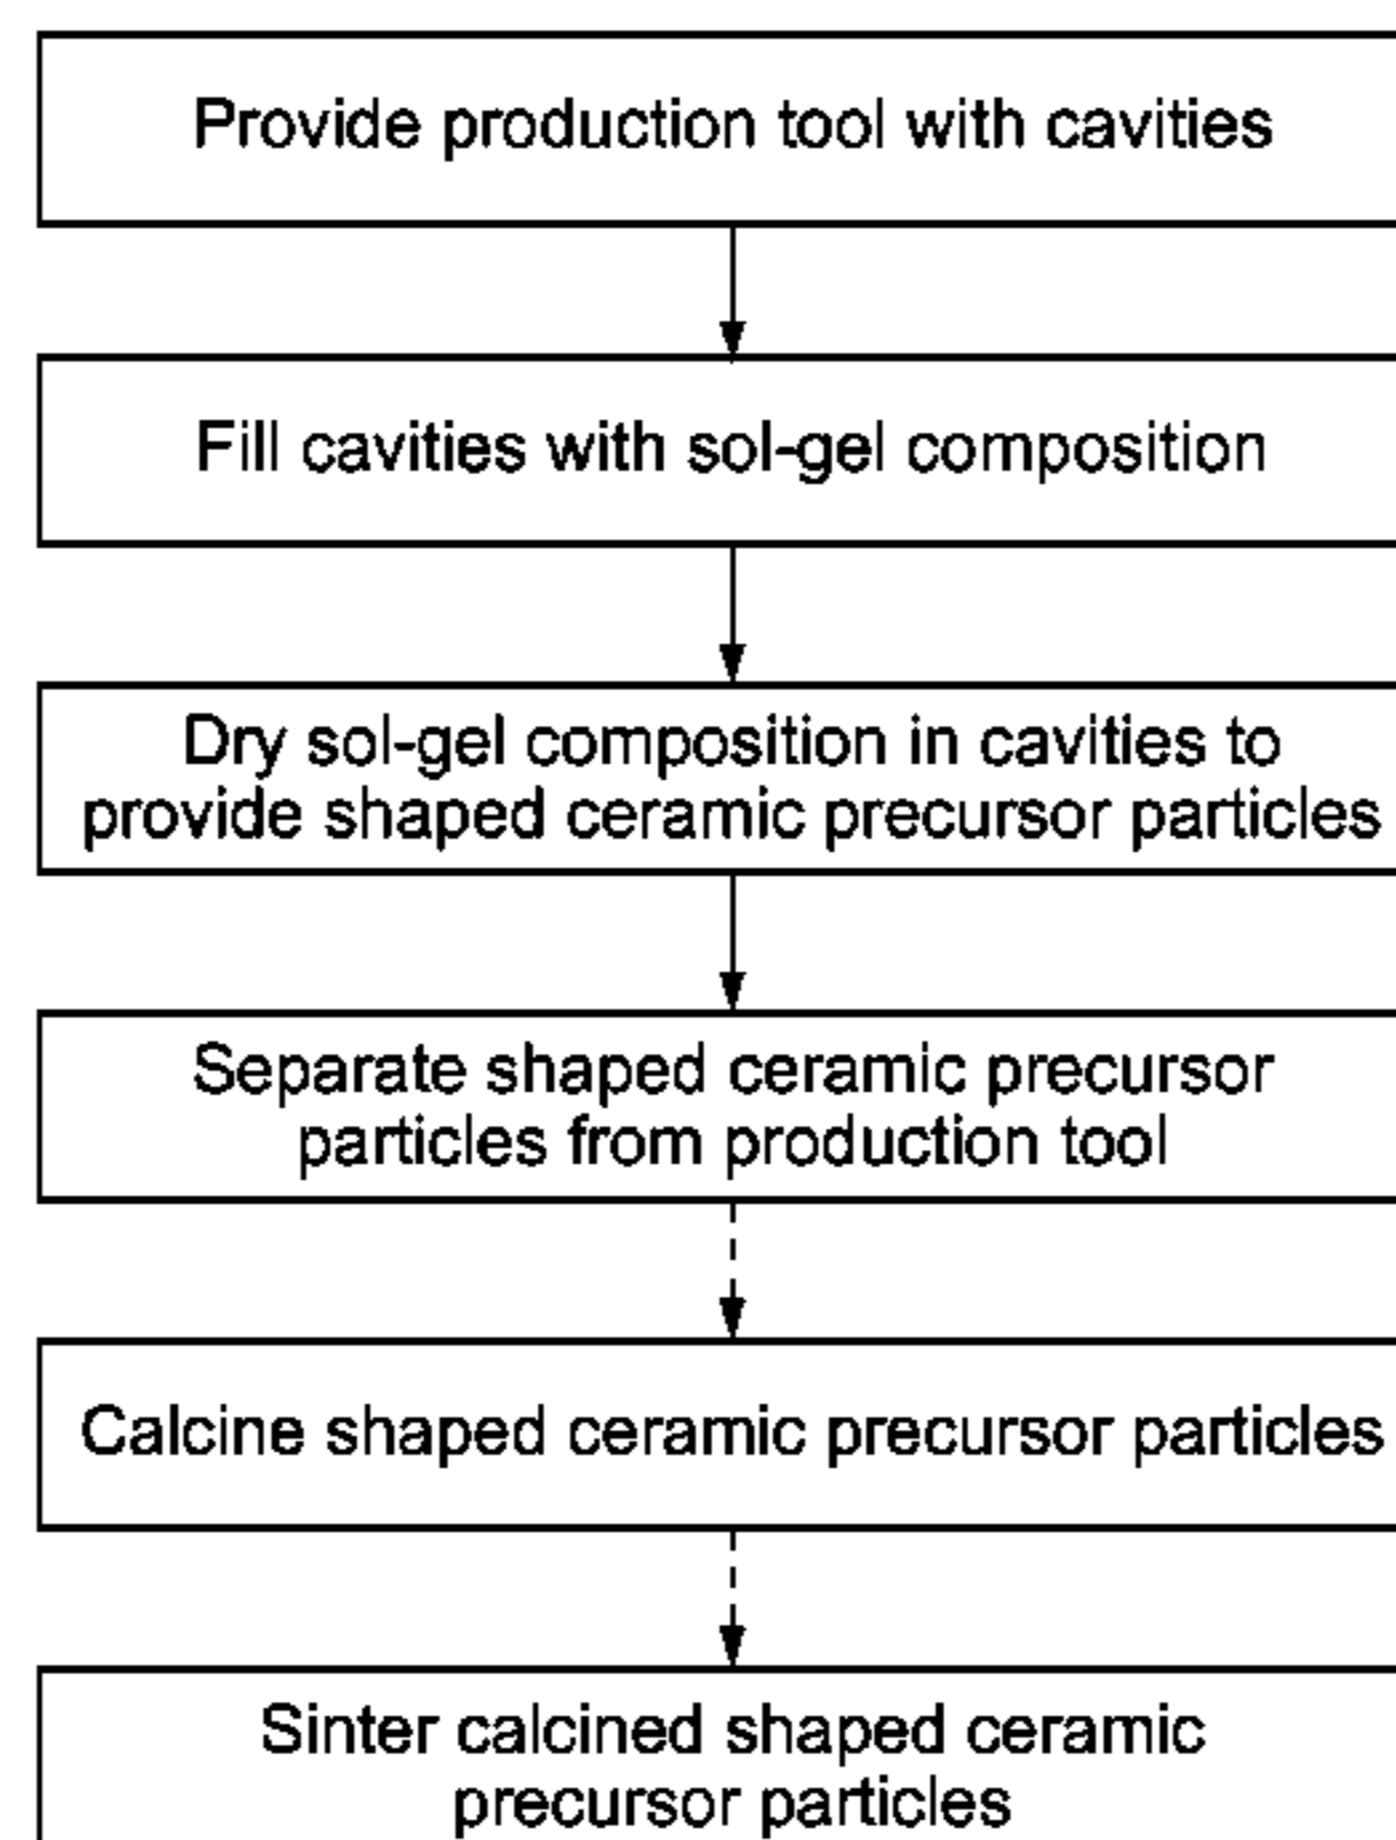 Provide production tool with cavities
Fill cavities with sol-gel composition
Dry sol-gel composition in cavities to
provide shaped ceramic precursor particles
Separate shaped ceramic precursor
particles from production tool
Calcine shaped ceramic precursor particles
Sinter calcined shaped ceramic
precursor particles